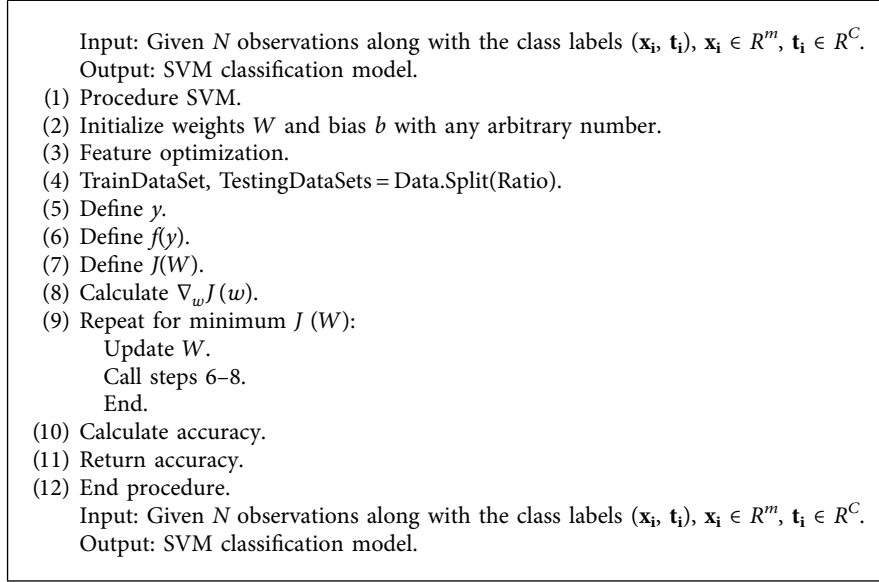 Input: Given N observations along with the class labels (xi, ti), xi ∈ R^m, ti ∈ R^C.
Output: SVM classification model.
(1) Procedure SVM.
(2) Initialize weights W and bias b with any arbitrary number.
(3) Feature optimization.
(4) TrainDataSet, TestingDataSets = Data.Split(Ratio).
(5) Define y.
(6) Define f(y).
(7) Define J(W).
(8) Calculate ∇_w J (w).
(9) Repeat for minimum J (W):
Update W.
Call steps 6–8.
End.
(10) Calculate accuracy.
(11) Return accuracy.
(12) End procedure.
Input: Given N observations along with the class labels (xi, ti), xi ∈ R^m, ti ∈ R^C.
Output: SVM classification model.